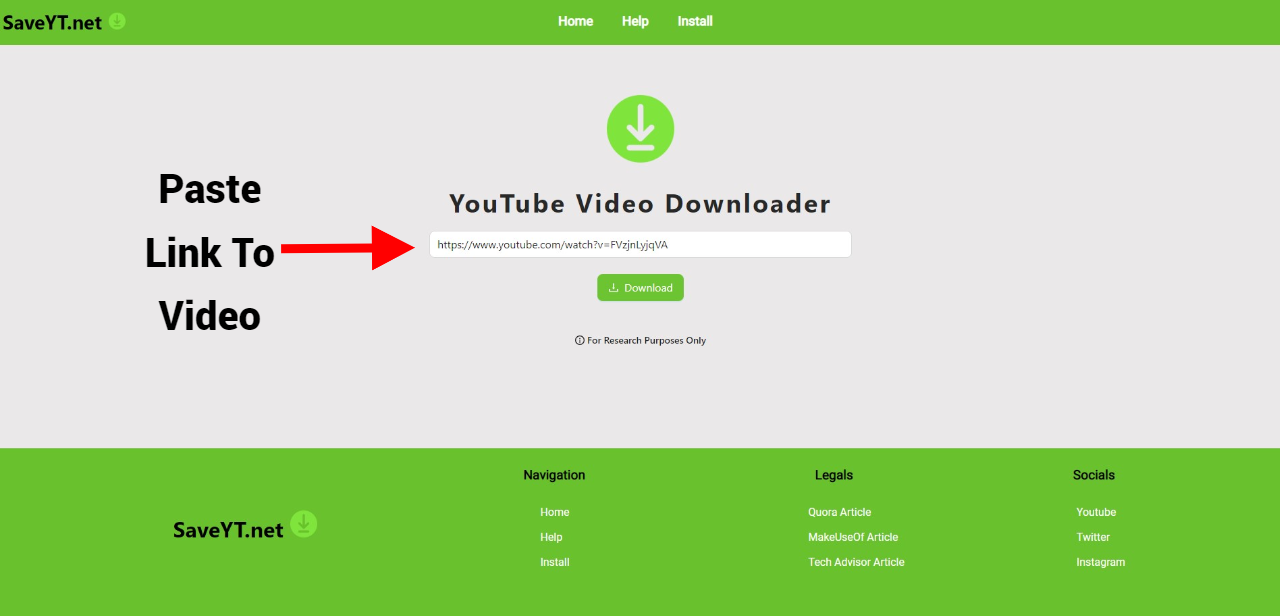 SaveYT.net
Home Help Install
Paste
Link To
Video
YouTube Video Downloader
https://www.youtube.com/watch?v=FVzjnLyjqVA
Download
For Research Purposes Only
SaveYT.net
Navigation
Home
Help
Install
Legals
Quora Article
MakeUseOf Article
Tech Advisor Article
Socials
Youtube
Twitter
Instagram